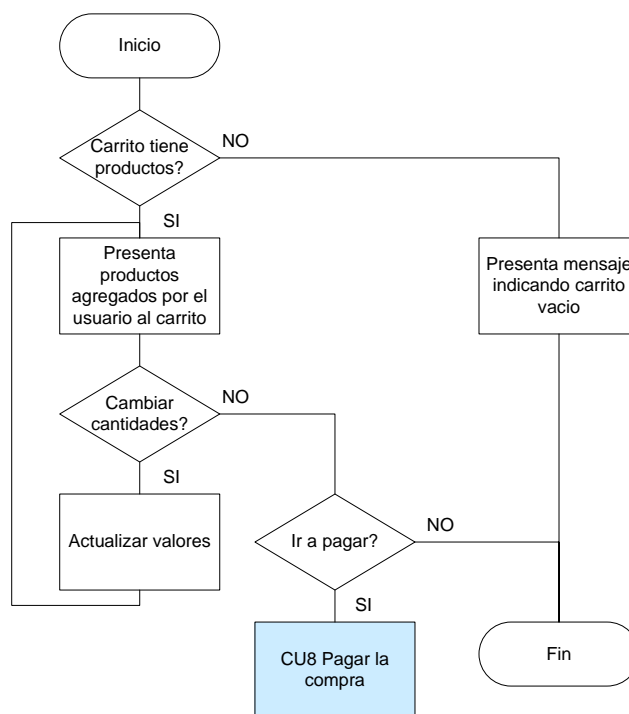 Inicio
Carrito tiene
productos?
NO
SI
Presenta
productos
agregados por el
usuario al carrito
Presenta mensaje
indicando carrito
vacio
Cambiar
cantidades?
NO
SI
Actualizar valores
Ir a pagar?
NO
SI
CU8 Pagar la
compra
Fin